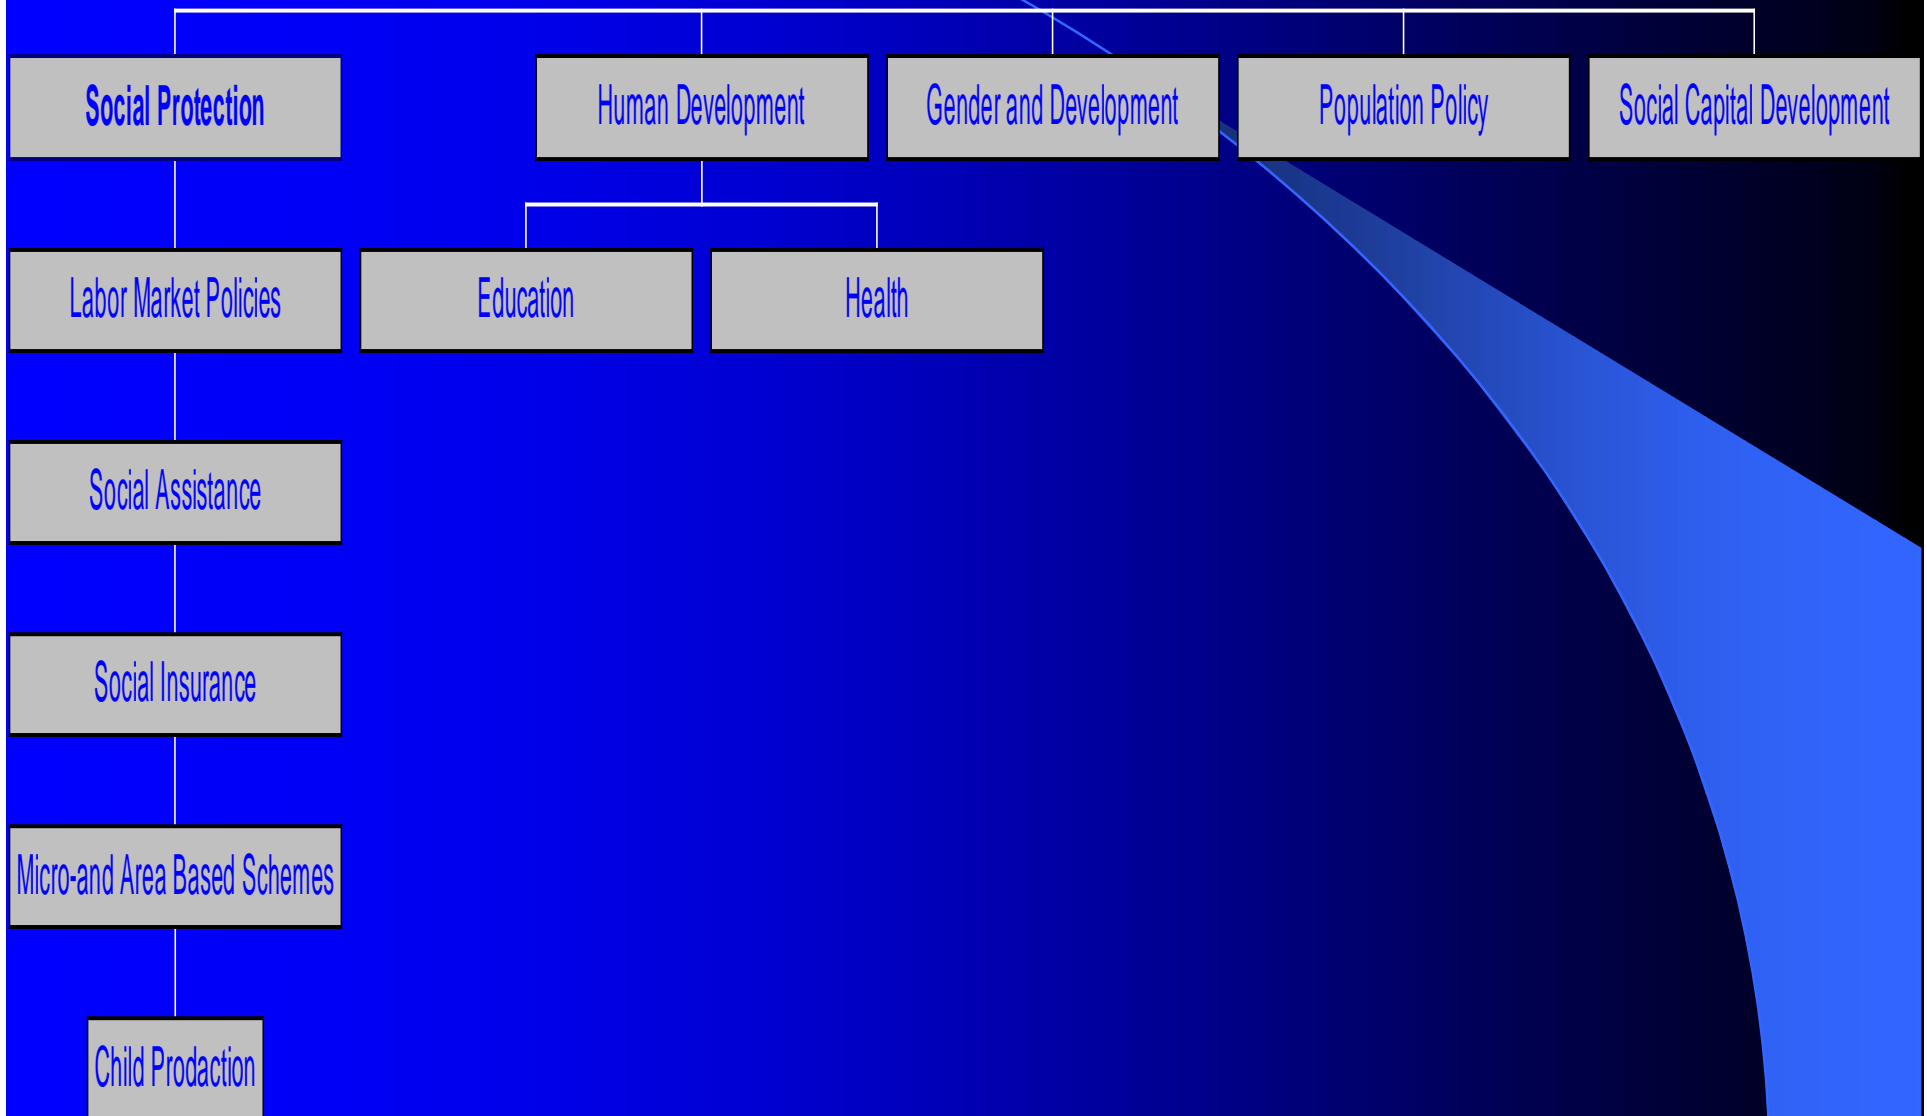 Social Protection
Human Development
Gender and Development
Population Policy
Social Capital Development
Labor Market Policies
Education
Health
Social Assistance
Social Insurance
Micro-and Area Based Schemes
Child Prodaction